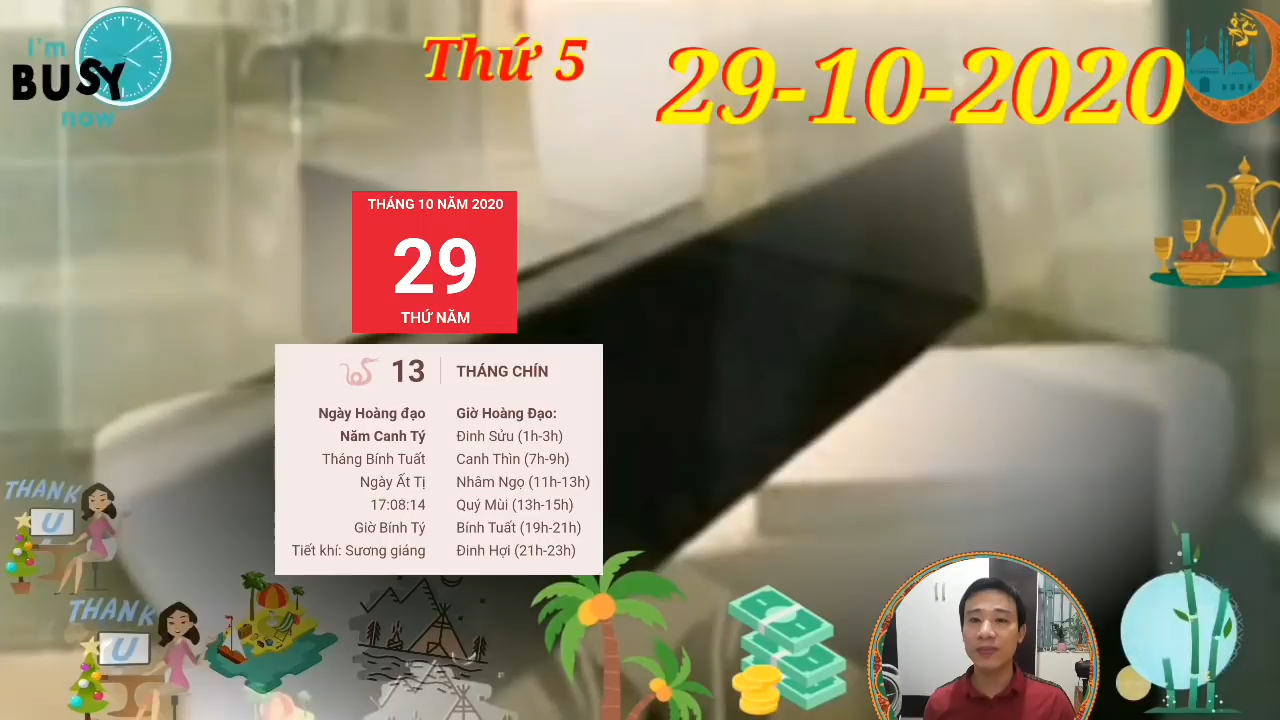 I'm
BUSY
now
Thứ 5
29-10-2020
THÁNG 10 NĂM 2020
29
THỨ NĂM
13
THÁNG CHÍN
Ngày Hoàng đạo
Năm Canh Tý
Tháng Bính Tuất
Ngày Ất Tị
17:08:14
Giờ Bính Tý
Tiết khí: Sương giáng
Giờ Hoàng Đạo:
Đinh Sửu (1h-3h)
Canh Thìn (7h-9h)
Nhâm Ngọ (11h-13h)
Quý Mùi (13h-15h)
Bính Tuất (19h-21h)
Đinh Hợi (21h-23h)
THANK
U
THANK
U